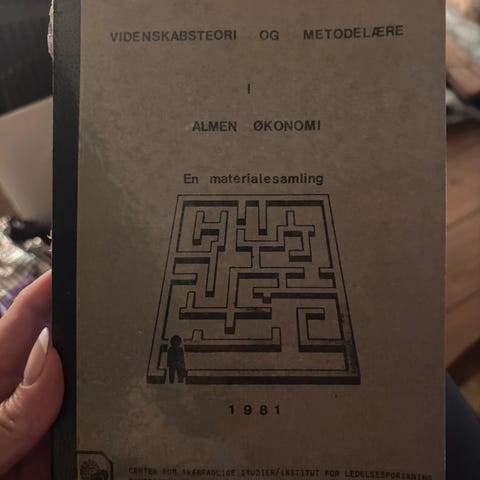 VIDENSKABSTEORI OG METODELÆRE
I
ALMEN ØKONOMI
En materialesamling
1981
CENTER FOR TVÆRFAGLIGE STUDIER/INSTITUT FOR LEDELSESFORSKNING